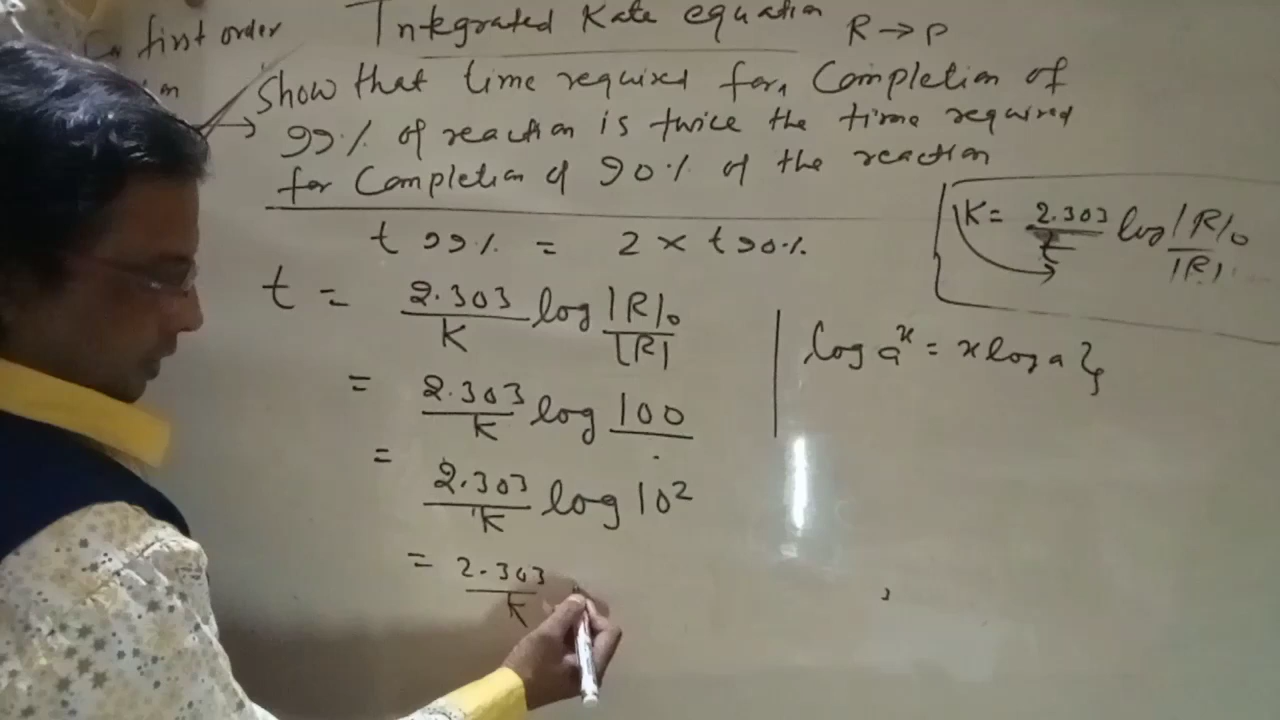 Integrated Rate equation R → P
first order
Show that time required for Completion of
→ 99% of reaction is twice the time required
for Completion of 90% of the reaction
t 99% = 2 × t 90%
K = 2.303/t log |R|₀/|R|
t = 2.303/K log |R|₀/|R|
log a^x = x log a }
= 2.303/K log 100
= 2.303/K log 10²
= 2.303/K